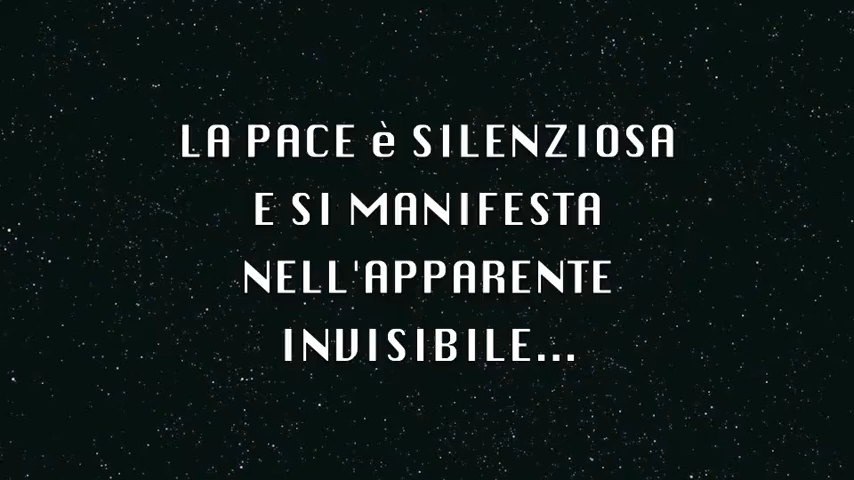 LA PACE è SILENZIOSA
E SI MANIFESTA
NELL'APPARENTE
INVISIBILE...